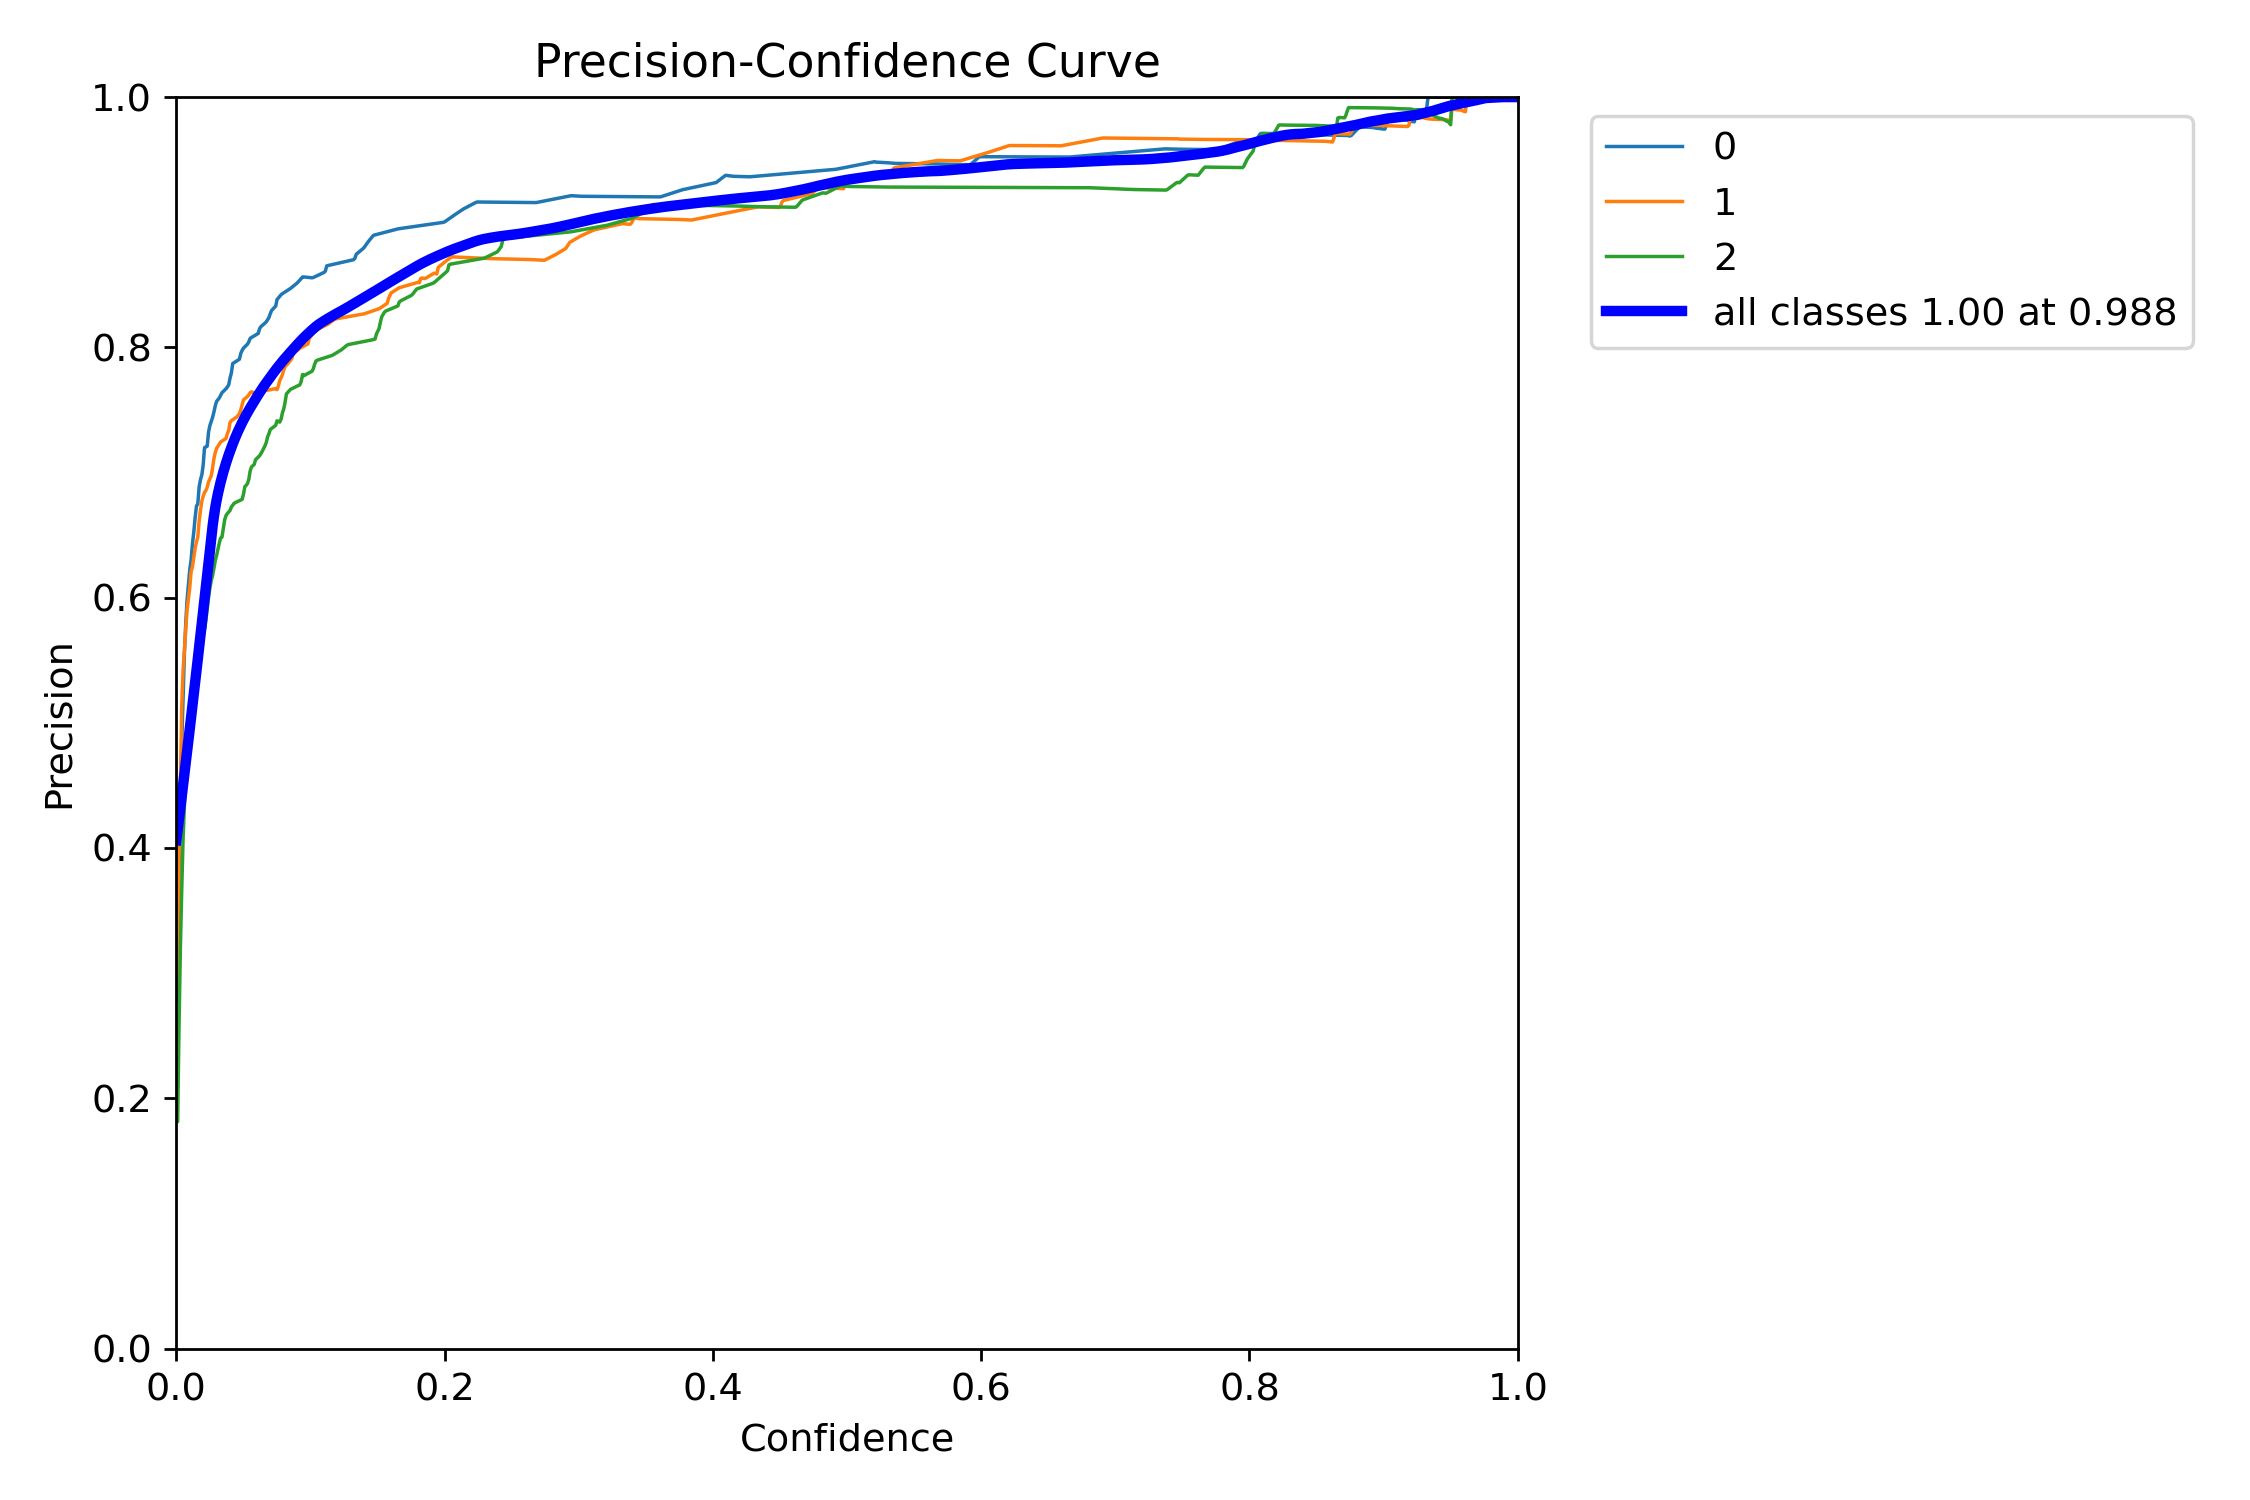 Precision-Confidence Curve
1.0
0.8
0.6
0.4
0.2
0.0
Precision
0.0 0.2 0.4 0.6 0.8 1.0
Confidence
0
1
2
all classes 1.00 at 0.988